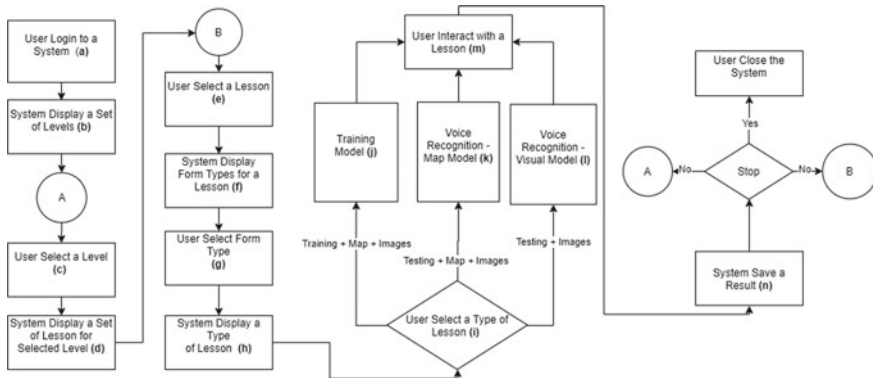 User Login to a
System (a)
System Display a Set
of Levels (b)
A
User Select a Level
(c)
System Display a Set
of Lesson for
Selected Level (d)
B
User Select a Lesson
(e)
System Display
Form Types for a
Lesson (f)
User Select Form
Type
(g)
System Display a
Type
of Lesson (h)
User Interact with a
Lesson (m)
Training
Model (j)
Voice
Recognition -
Map Model (k)
Voice
Recognition -
Visual Model (l)
Training + Map + Images
Testing + Map + Images
Testing + Images
User Select a Type of
Lesson (i)
User Close the
System
Yes
A
No
Stop
No
B
System Save a
Result (n)